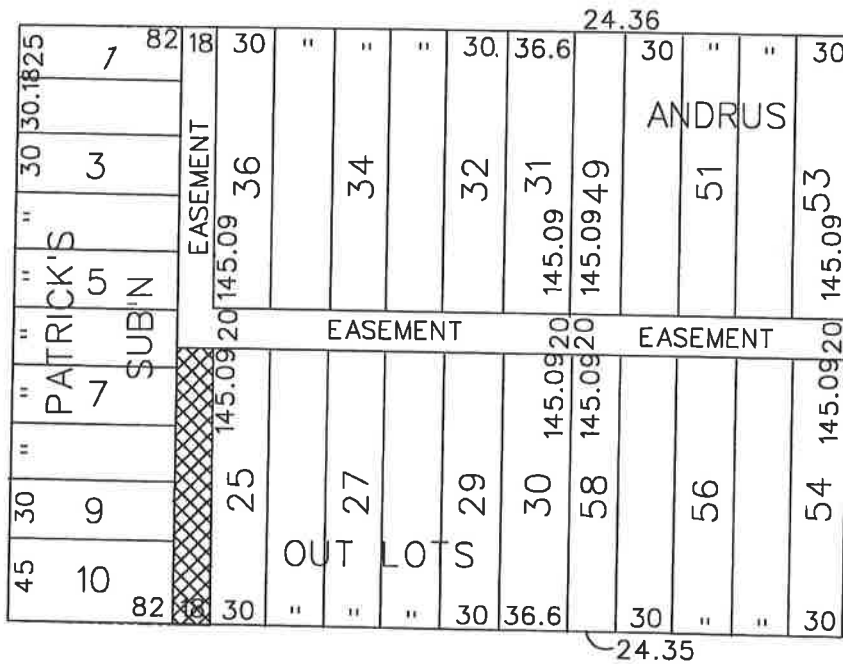 24.36
82 18 30 " " " 30. 36.6 30 " " 30
1
25
30.18
ANDRUS
30 3
EASEMENT
36 34 32 31 49 51 53
"
145.09 145.09 145.09 145.09
PATRICK'S
SUB'N
" 5
"
20 EASEMENT 20 20 EASEMENT 20
145.09 145.09 145.09 145.09
" 7
"
25 27 29 30 58 56 54
30 9
OUT LOTS
45 10
82 30 " " " 30 36.6 30 " " 30
24.35